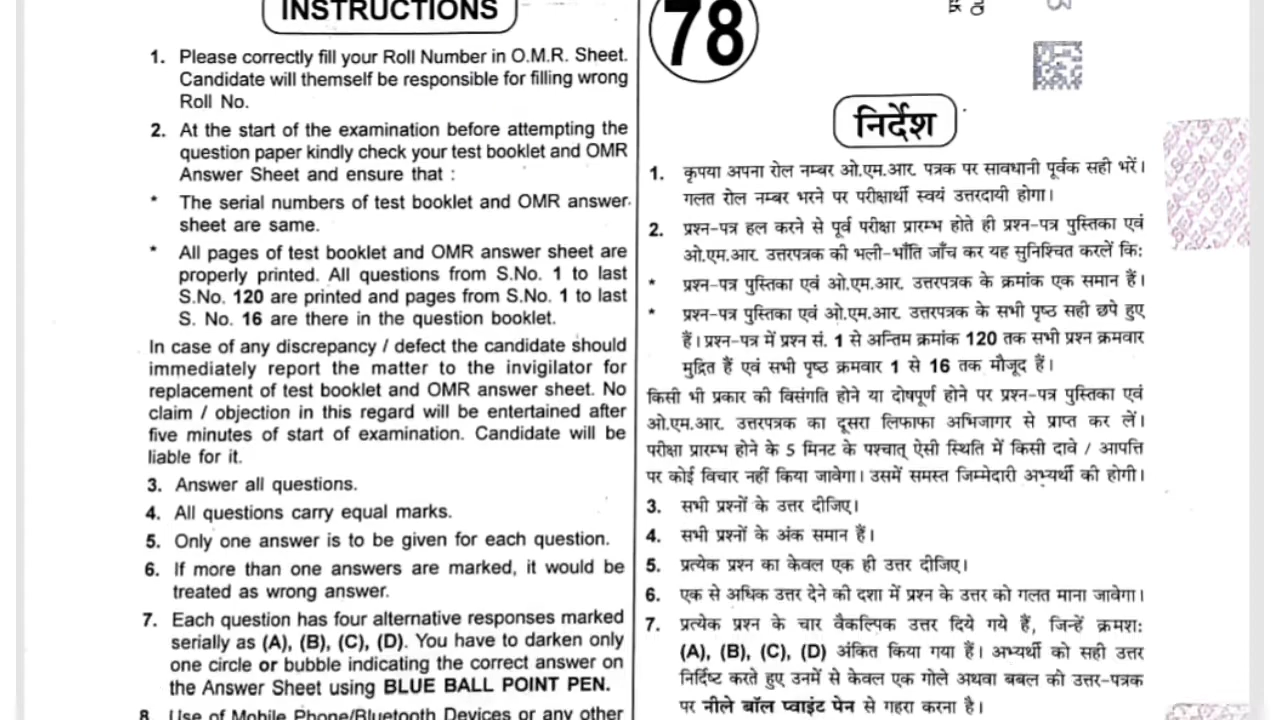 INSTRUCTIONS
1. Please correctly fill your Roll Number in O.M.R. Sheet.
Candidate will themself be responsible for filling wrong
Roll No.
2. At the start of the examination before attempting the
question paper kindly check your test booklet and OMR
Answer Sheet and ensure that :
* The serial numbers of test booklet and OMR answer
sheet are same.
* All pages of test booklet and OMR answer sheet are
properly printed. All questions from S.No. 1 to last
S.No. 120 are printed and pages from S.No. 1 to last
S. No. 16 are there in the question booklet.
In case of any discrepancy / defect the candidate should
immediately report the matter to the invigilator for
replacement of test booklet and OMR answer sheet. No
claim / objection in this regard will be entertained after
five minutes of start of examination. Candidate will be
liable for it.
3. Answer all questions.
4. All questions carry equal marks.
5. Only one answer is to be given for each question.
6. If more than one answers are marked, it would be
treated as wrong answer.
7. Each question has four alternative responses marked
serially as (A), (B), (C), (D). You have to darken only
one circle or bubble indicating the correct answer on
the Answer Sheet using BLUE BALL POINT PEN.
8. Use of Mobile Phone/Bluetooth Devices or any other
78
निर्देश
1. कृपया अपना रोल नम्बर ओ.एम.आर. पत्रक पर सावधानी पूर्वक सही भरें।
गलत रोल नम्बर भरने पर परीक्षार्थी स्वयं उत्तरदायी होगा।
2. प्रश्न-पत्र हल करने से पूर्व परीक्षा प्रारम्भ होते ही प्रश्न-पत्र पुस्तिका एवं
ओ.एम.आर. उत्तरपत्रक की भली-भाँति जाँच कर यह सुनिश्चित करलें कि:
* प्रश्न-पत्र पुस्तिका एवं ओ.एम.आर. उत्तरपत्रक के क्रमांक एक समान हैं।
* प्रश्न-पत्र पुस्तिका एवं ओ.एम.आर. उत्तरपत्रक के सभी पृष्ठ सही छपे हुए
हैं। प्रश्न-पत्र में प्रश्न सं. 1 से अन्तिम क्रमांक 120 तक सभी प्रश्न क्रमवार
मुद्रित हैं एवं सभी पृष्ठ क्रमवार 1 से 16 तक मौजूद हैं।
किसी भी प्रकार की विसंगति होने या दोषपूर्ण होने पर प्रश्न-पत्र पुस्तिका एवं
ओ.एम.आर. उत्तरपत्रक का दूसरा लिफाफा अभिजागर से प्राप्त कर लें।
परीक्षा प्रारम्भ होने के 5 मिनट के पश्चात् ऐसी स्थिति में किसी दावे / आपत्ति
पर कोई विचार नहीं किया जावेगा। उसमें समस्त जिम्मेदारी अभ्यर्थी की होगी।
3. सभी प्रश्नों के उत्तर दीजिए।
4. सभी प्रश्नों के अंक समान हैं।
5. प्रत्येक प्रश्न का केवल एक ही उत्तर दीजिए।
6. एक से अधिक उत्तर देने की दशा में प्रश्न के उत्तर को गलत माना जावेगा।
7. प्रत्येक प्रश्न के चार वैकल्पिक उत्तर दिये गये हैं, जिन्हें क्रमश:
(A), (B), (C), (D) अंकित किया गया है। अभ्यर्थी को सही उत्तर
निर्दिष्ट करते हुए उनमें से केवल एक गोले अथवा बबल को उत्तर-पत्रक
पर नीले बॉल प्वाइंट पेन से गहरा करना है।